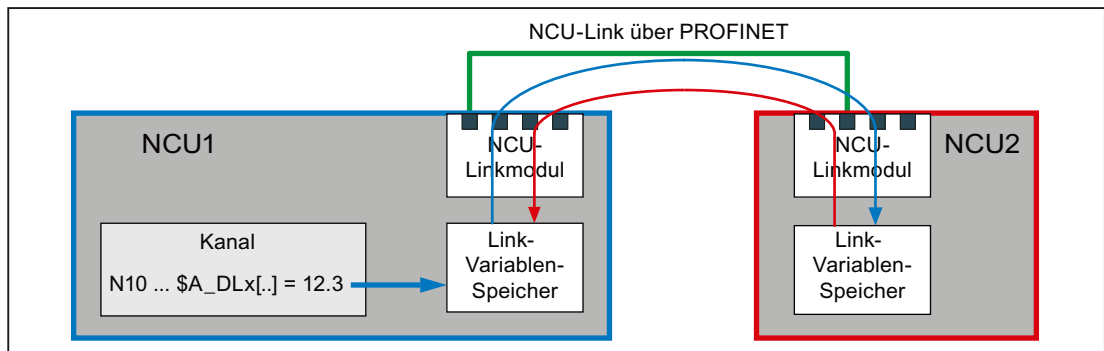 NCU-Link über PROFINET
NCU1
NCU-
Linkmodul
Kanal
N10 ... $A_DLx[..] = 12.3
Link-
Variablen-
Speicher
NCU-
Linkmodul
NCU2
Link-
Variablen-
Speicher